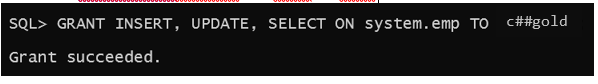 SQL> GRANT INSERT, UPDATE, SELECT ON system.emp TO c##gold
Grant succeeded.